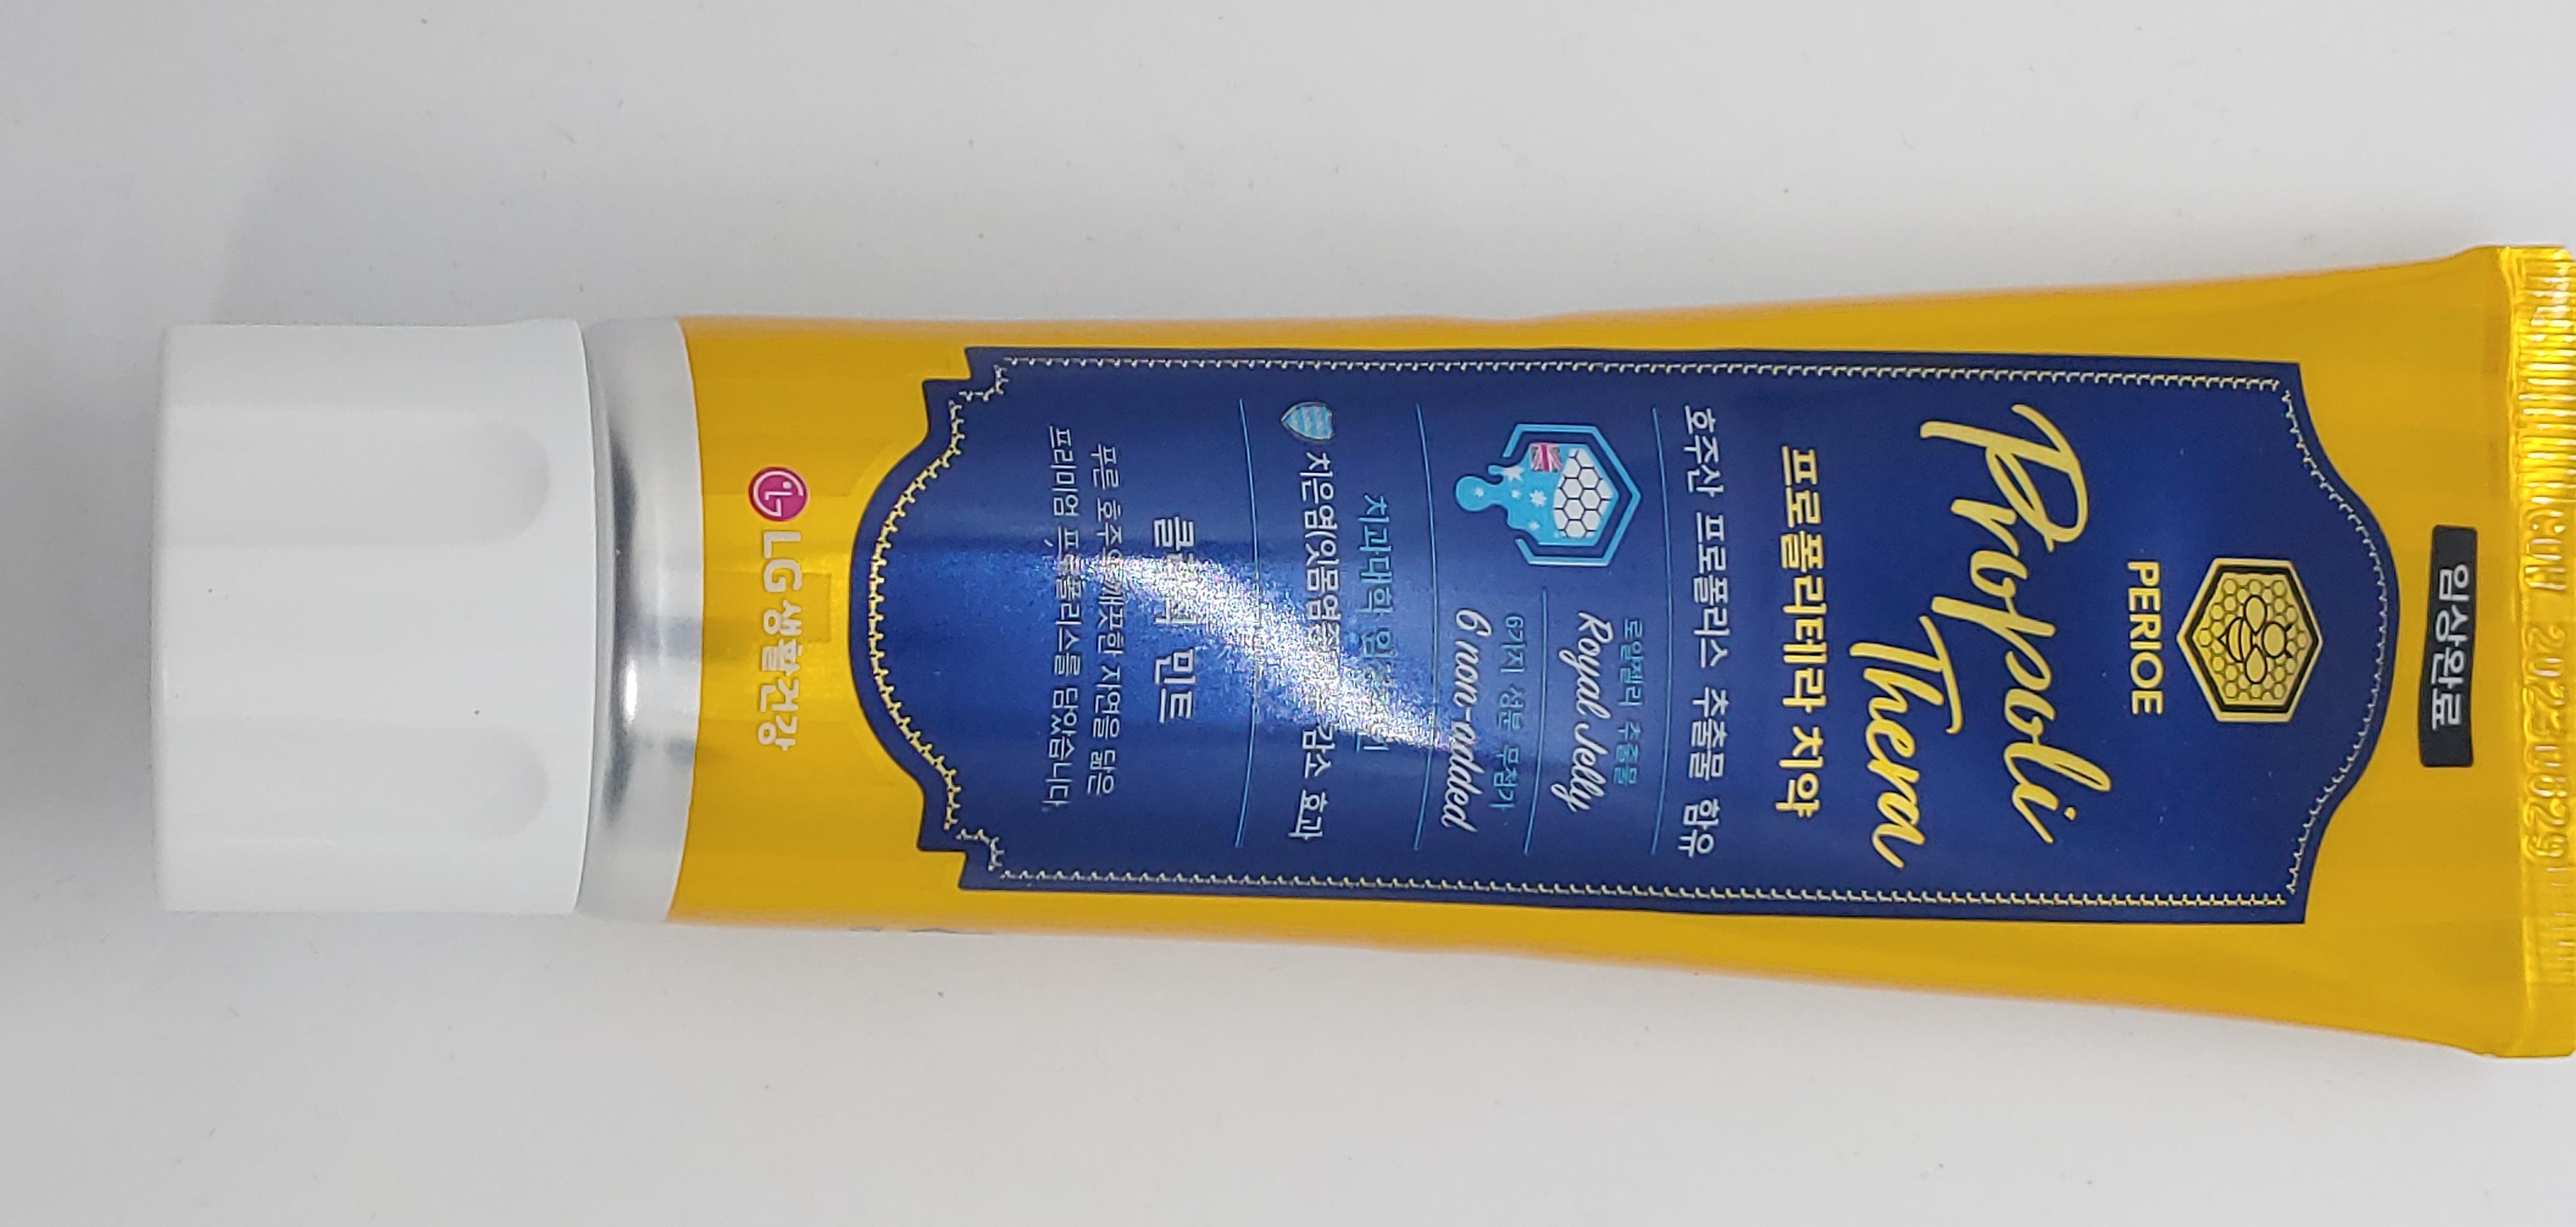 임상완료
PERIOE
Propoli
Thera
프로폴리테라 치약
호주산 프로폴리스 추출물 함유
로얄젤리 추출물
Royal Jelly
6가지 성분 무첨가
6 non-added
치과대학
치은염(잇몸염 감소 효과
민트
푸른 호주의 깨끗한 자연을 닮은
프리미엄 프로폴리스를 담았습니다.
LG생활건강